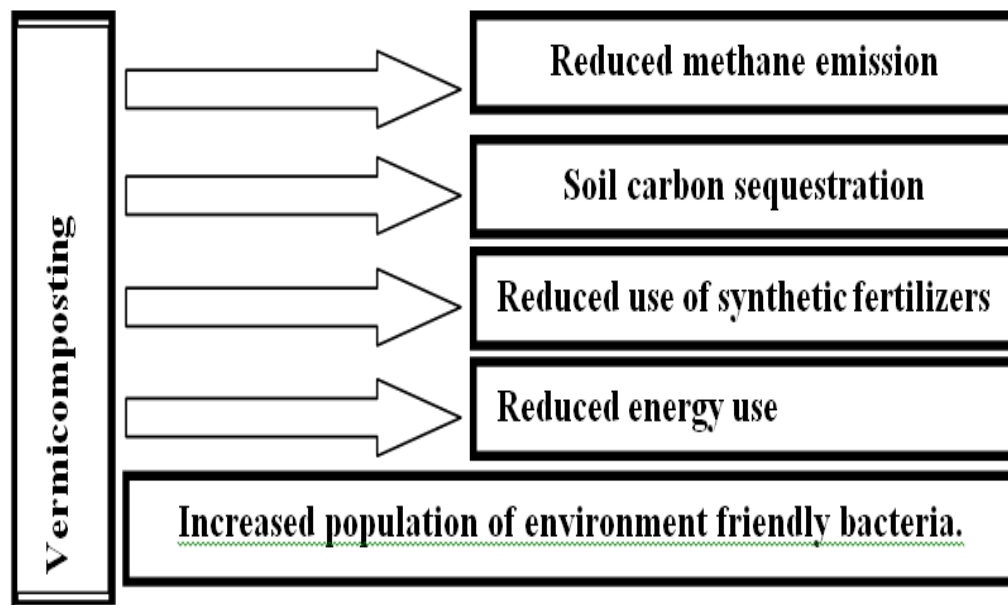 Vermicomposting
Reduced methane emission
Soil carbon sequestration
Reduced use of synthetic fertilizers
Reduced energy use
Increased population of environment friendly bacteria.